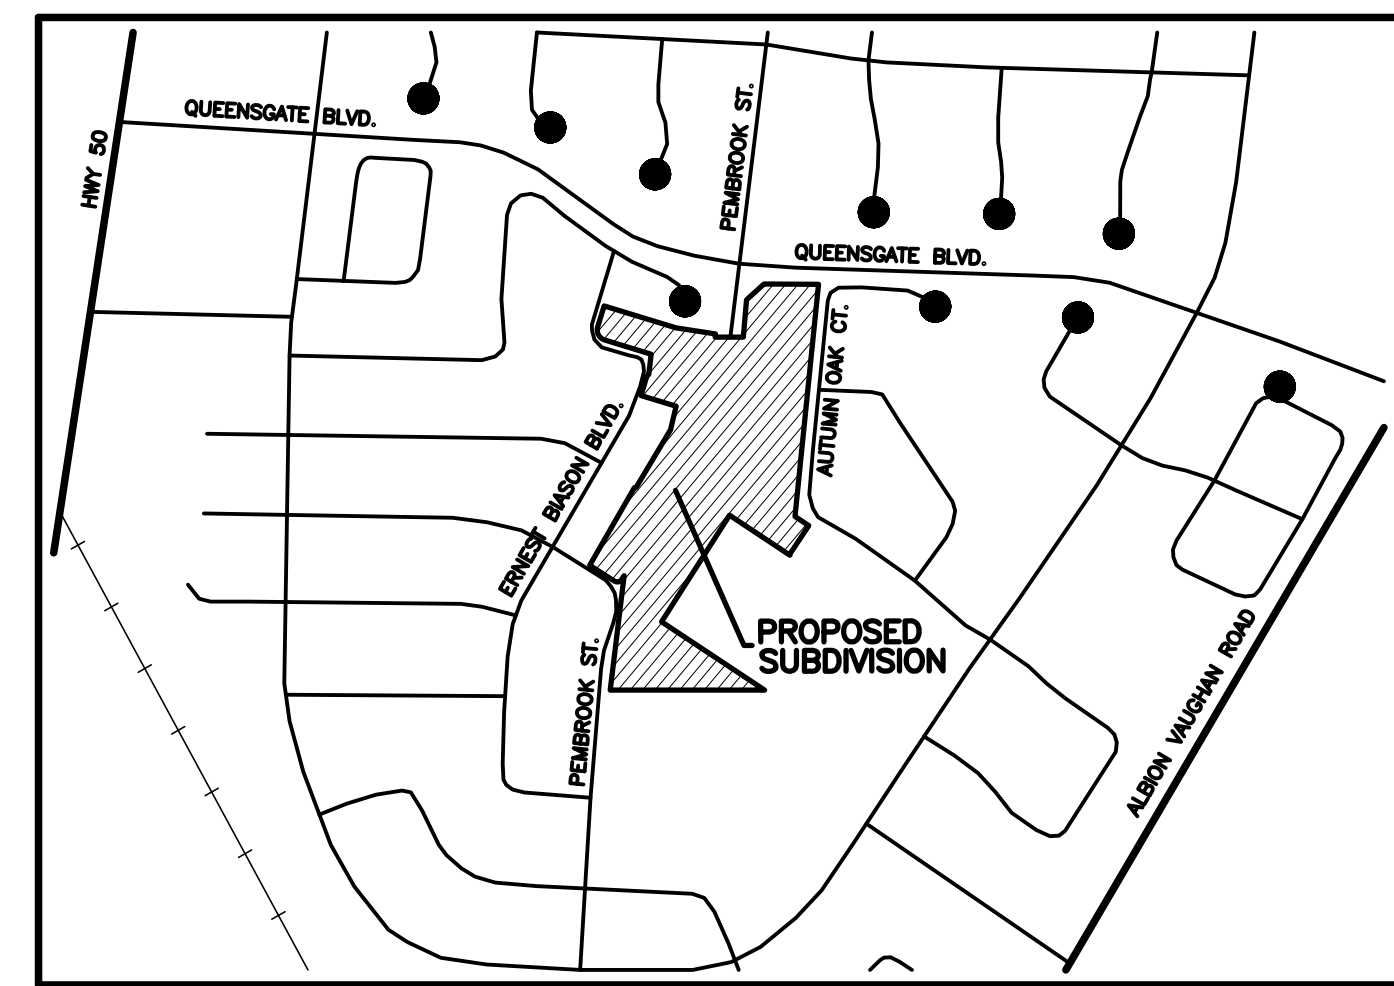 QUEENSGATE BLVD.
HWY 50
PEMBROOK ST.
QUEENSGATE BLVD.
AUTUMN OAK CT.
ERNEST BIASON BLVD.
PROPOSED
SUBDIVISION
PEMBROOK ST.
ALBION VAUGHAN ROAD